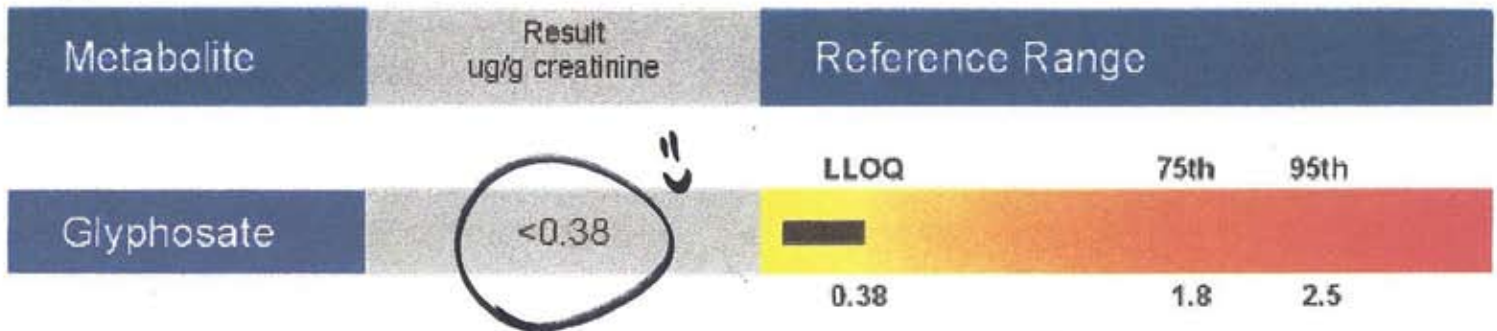 Metabolite
Result
ug/g creatinine
Reference Range
LLOQ 75th 95th
Glyphosate
<0.38
0.38 1.8 2.5